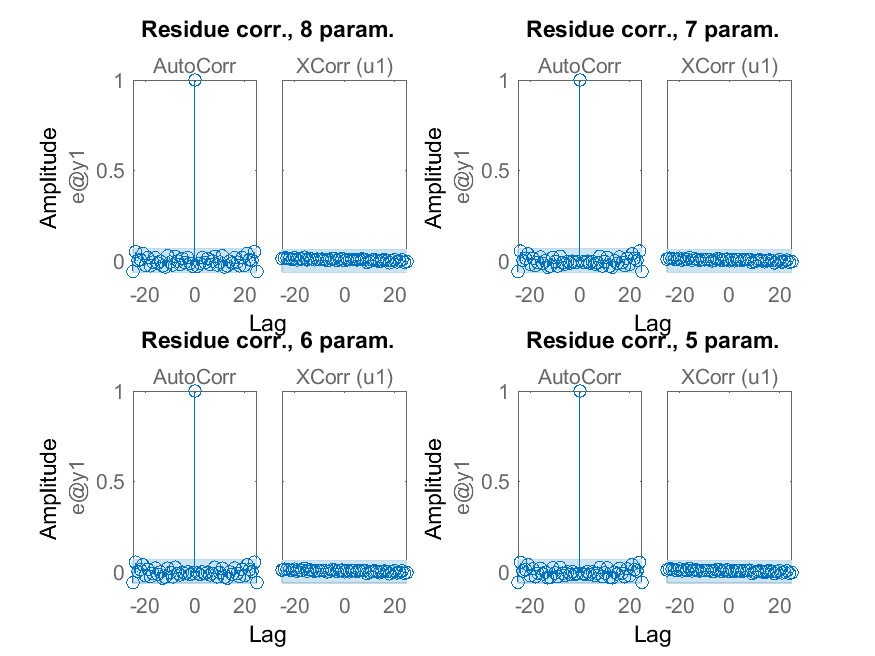 Residue corr., 8 param.
AutoCorr
XCorr (u1)
Amplitude
e@y1
1
0.5
0
-20
0
20
-20
0
20
Lag
Residue corr., 7 param.
AutoCorr
XCorr (u1)
Amplitude
e@y1
1
0.5
0
-20
0
20
-20
0
20
Lag
Residue corr., 6 param.
AutoCorr
XCorr (u1)
Amplitude
e@y1
1
0.5
0
-20
0
20
-20
0
20
Lag
Residue corr., 5 param.
AutoCorr
XCorr (u1)
Amplitude
e@y1
1
0.5
0
-20
0
20
-20
0
20
Lag